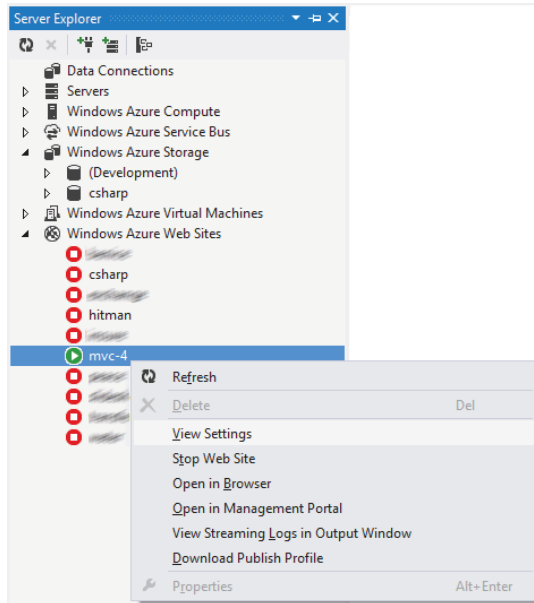 Server Explorer
Data Connections
Servers
Windows Azure Compute
Windows Azure Service Bus
Windows Azure Storage
(Development)
csharp
Windows Azure Virtual Machines
Windows Azure Web Sites
csharp
hitman
mvc-4
Refresh
Delete Del
View Settings
Stop Web Site
Open in Browser
Open in Management Portal
View Streaming Logs in Output Window
Download Publish Profile
Properties Alt+Enter